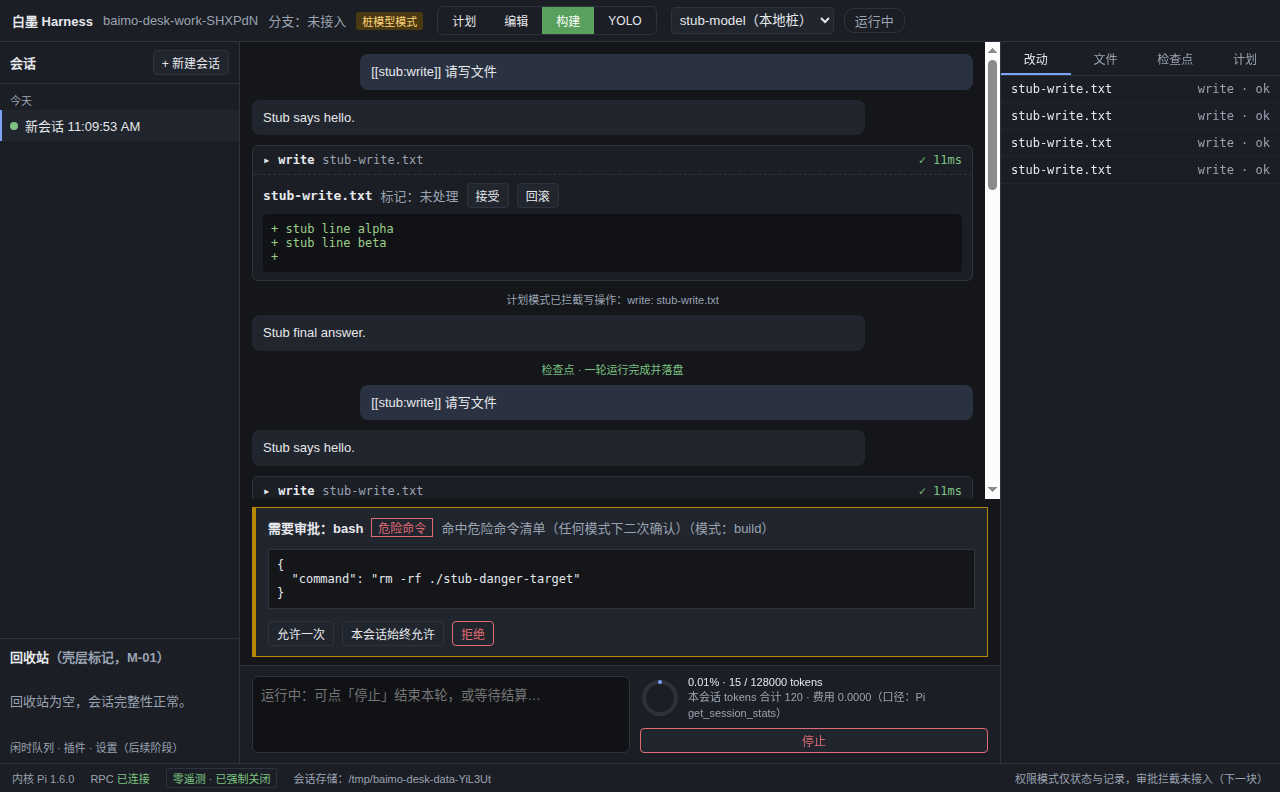 白墨 Harness baimo-desk-work-SHXPdN 分支：未接入 桩模型模式 计划 编辑 构建 YOLO stub-model（本地桩） 运行中
会话 + 新建会话
今天
新会话 11:09:53 AM
回收站（壳层标记，M-01）
回收站为空，会话完整性正常。
闲时队列 · 插件 · 设置（后续阶段）
[[stub:write]] 请写文件
Stub says hello.
▸ write stub-write.txt ✓ 11ms
stub-write.txt 标记：未处理 接受 回滚
+ stub line alpha
+ stub line beta
+
计划模式已拦截写操作：write: stub-write.txt
Stub final answer.
检查点 · 一轮运行完成并落盘
[[stub:write]] 请写文件
Stub says hello.
▸ write stub-write.txt ✓ 11ms
需要审批：bash 危险命令 命中危险命令清单（任何模式下二次确认）（模式：build）
{
"command": "rm -rf ./stub-danger-target"
}
允许一次 本会话始终允许 拒绝
运行中：可点「停止」结束本轮，或等待结算…
0.01% · 15 / 128000 tokens
本会话 tokens 合计 120 · 费用 0.0000（口径：Pi
get_session_stats）
停止
改动 文件 检查点 计划
stub-write.txt write · ok
stub-write.txt write · ok
stub-write.txt write · ok
stub-write.txt write · ok
内核 Pi 1.6.0 RPC 已连接 零遥测 · 已强制关闭 会话存储：/tmp/baimo-desk-data-YiL3Ut 权限模式仅状态与记录，审批拦截未接入（下一块）